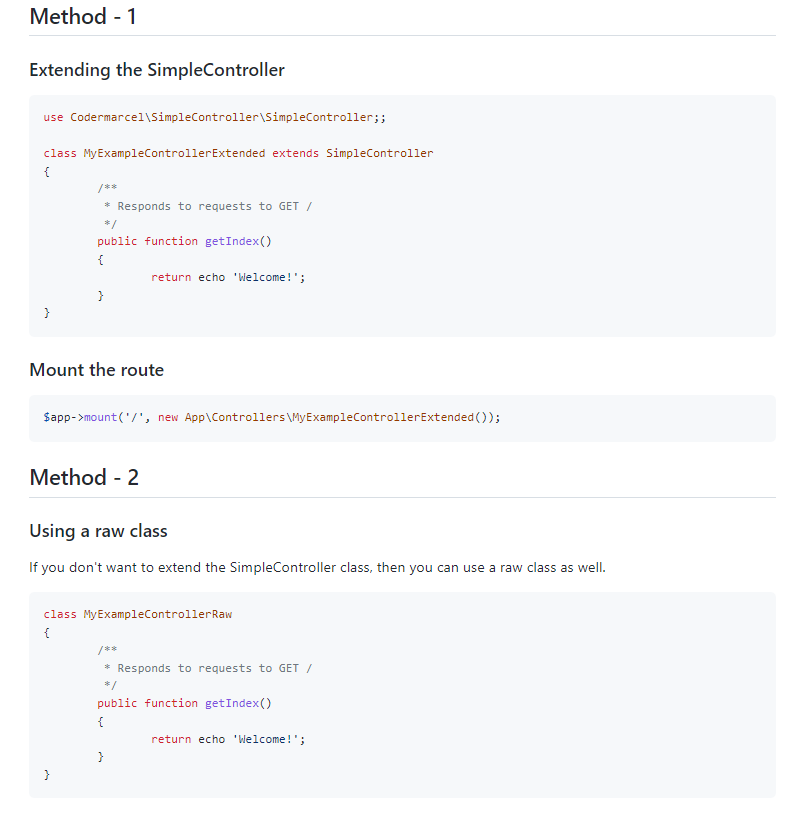 Method - 1
Extending the SimpleController
use Codermarcel\SimpleController\SimpleController;;
class MyExampleControllerExtended extends SimpleController
{
/**
* Responds to requests to GET /
*/
public function getIndex()
{
return echo 'Welcome!';
}
}
Mount the route
$app->mount('/', new App\Controllers\MyExampleControllerExtended());
Method - 2
Using a raw class
If you don't want to extend the SimpleController class, then you can use a raw class as well.
class MyExampleControllerRaw
{
/**
* Responds to requests to GET /
*/
public function getIndex()
{
return echo 'Welcome!';
}
}